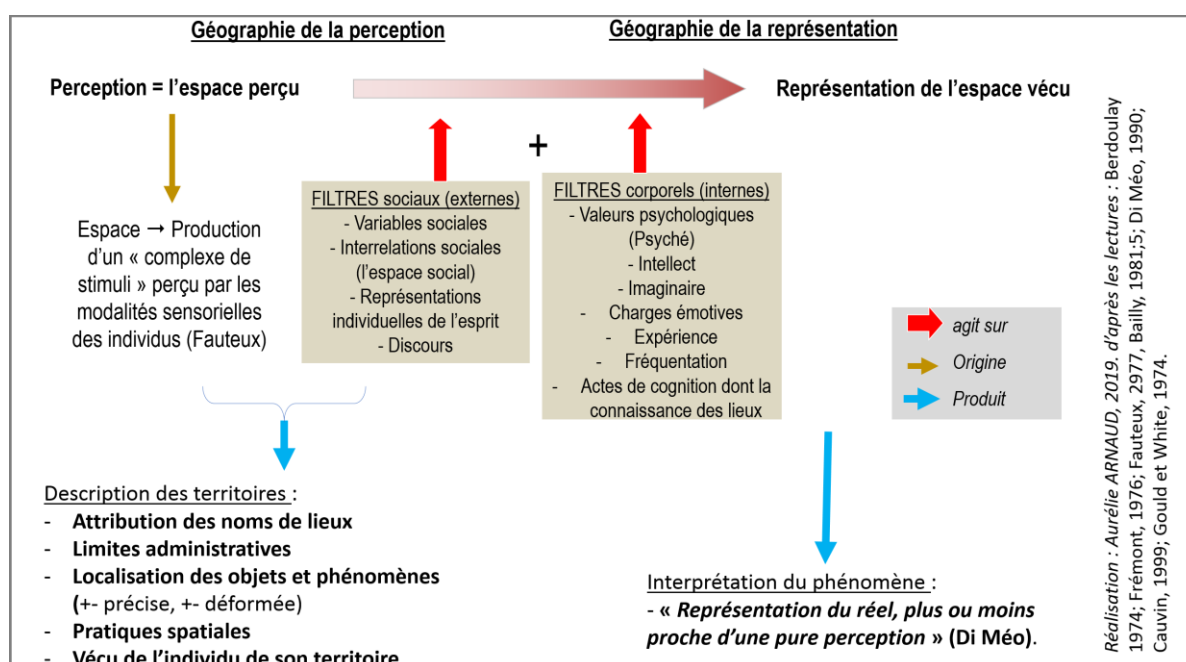 Géographie de la perception
Géographie de la représentation
Perception = l'espace perçu
Représentation de l'espace vécu
+
Espace → Production
d'un « complexe de
stimuli » perçu par les
modalités sensorielles
des individus (Fauteux)
FILTRES sociaux (externes)
- Variables sociales
- Interrelations sociales
(l'espace social)
- Représentations
individuelles de l'esprit
- Discours
FILTRES corporels (internes)
- Valeurs psychologiques
(Psyché)
- Intellect
- Imaginaire
- Charges émotives
- Expérience
- Fréquentation
- Actes de cognition dont la
connaissance des lieux
agit sur
Origine
Produit
Description des territoires :
- Attribution des noms de lieux
- Limites administratives
- Localisation des objets et phénomènes
(+- précise, +- déformée)
- Pratiques spatiales
- Vécu de l'individu de son territoire
Interprétation du phénomène :
- « Représentation du réel, plus ou moins
proche d'une pure perception » (Di Méo).
Réalisation : Aurélie ARNAUD, 2019. d'après les lectures : Berdoulay
1974; Frémont, 1976; Fauteux, 2977, Bailly, 1981;5; Di Méo, 1990;
Cauvin, 1999; Gould et White, 1974.